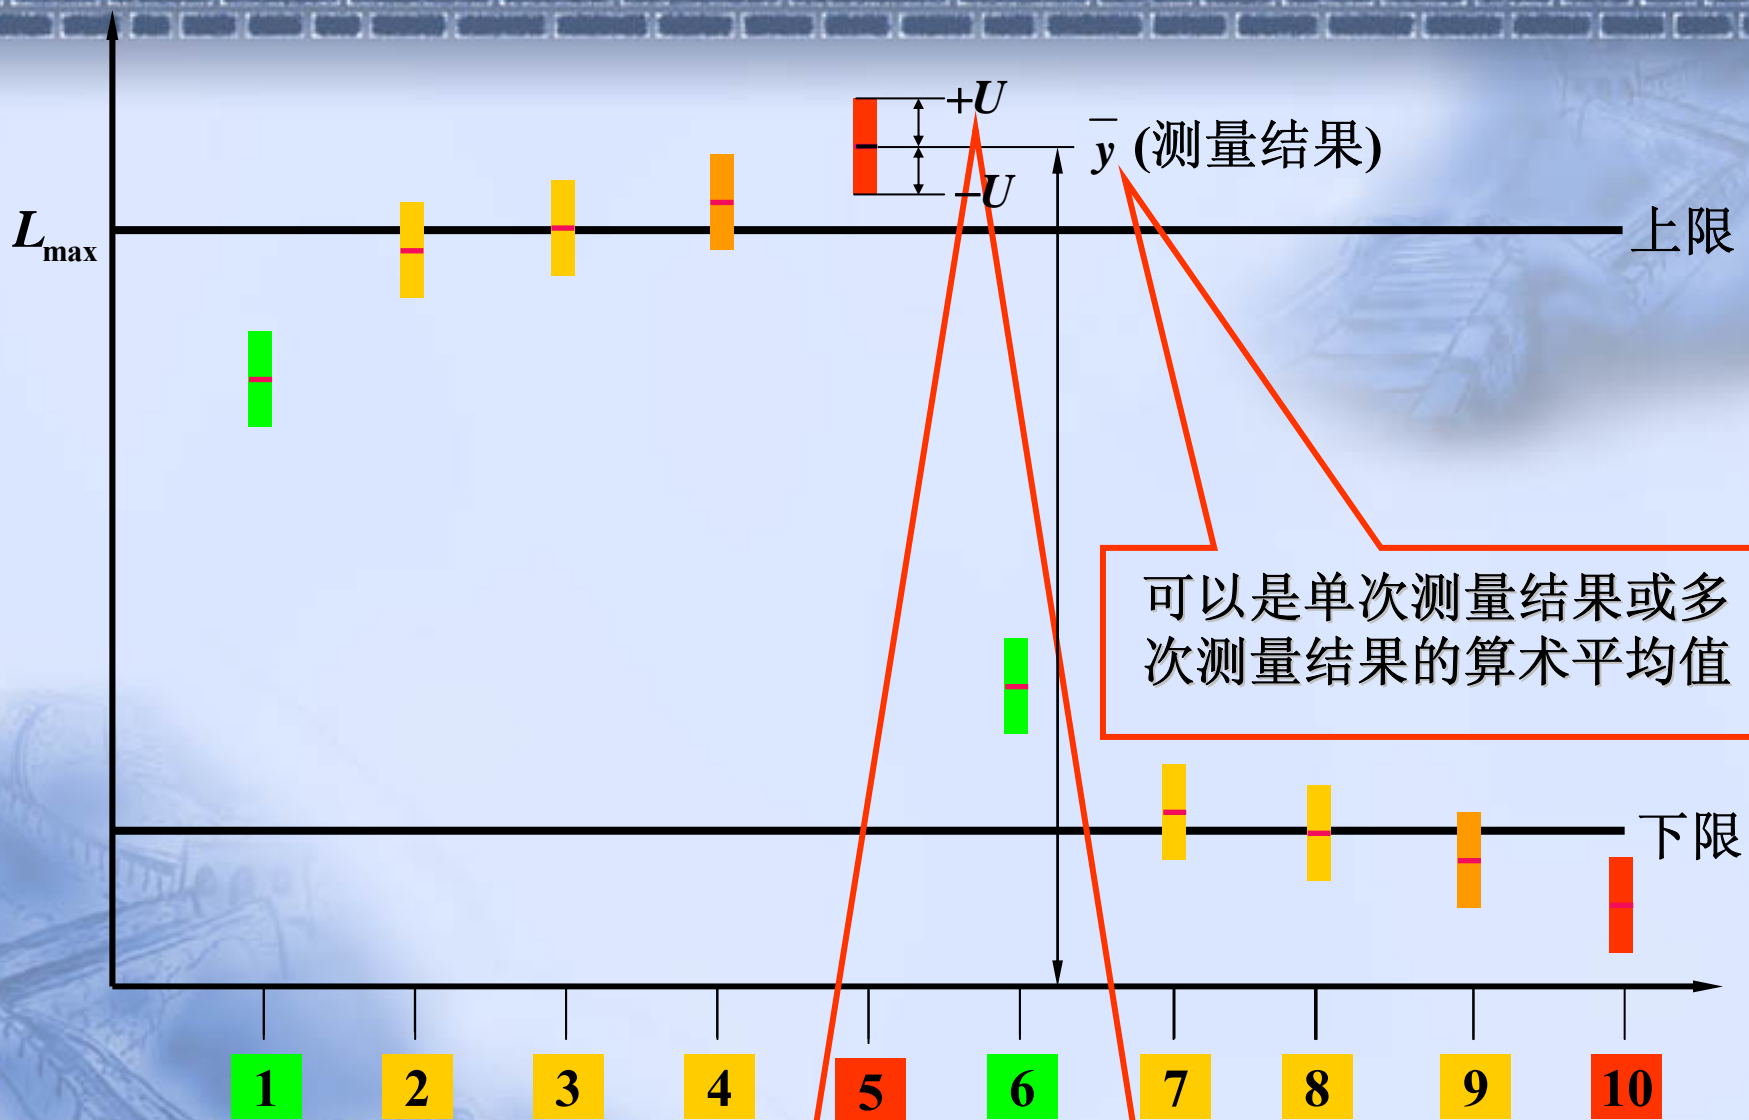 +U
y (测量结果)
−U
Lmax
上限
可以是单次测量结果或多
次测量结果的算术平均值
下限
1 2 3 4 5 6 7 8 9 10